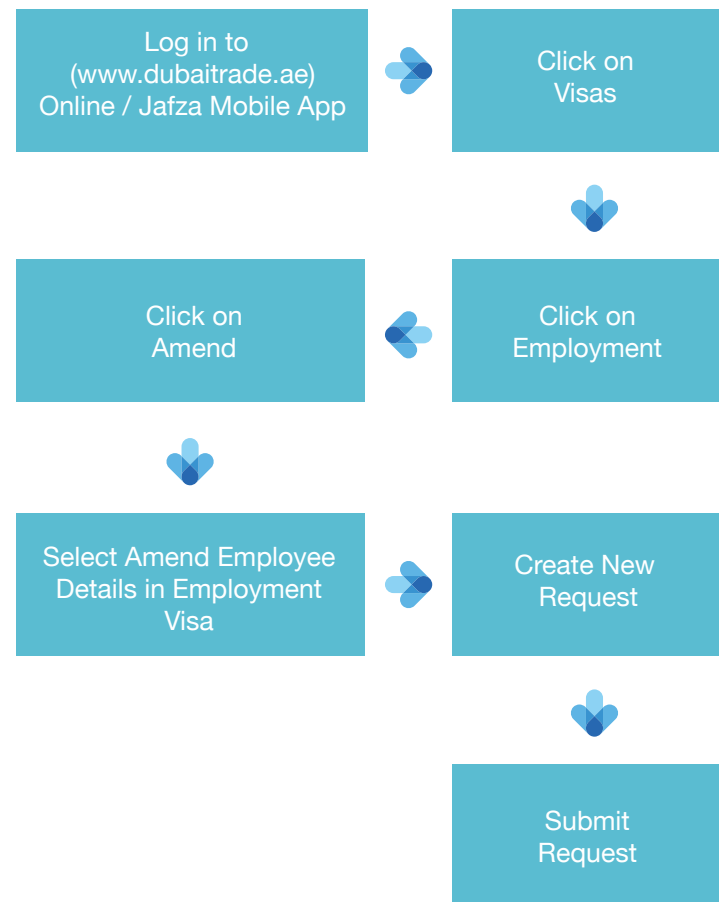 Log in to
(www.dubaitrade.ae)
Online / Jafza Mobile App
Click on
Visas
Click on
Employment
Click on
Amend
Select Amend Employee
Details in Employment
Visa
Create New
Request
Submit
Request